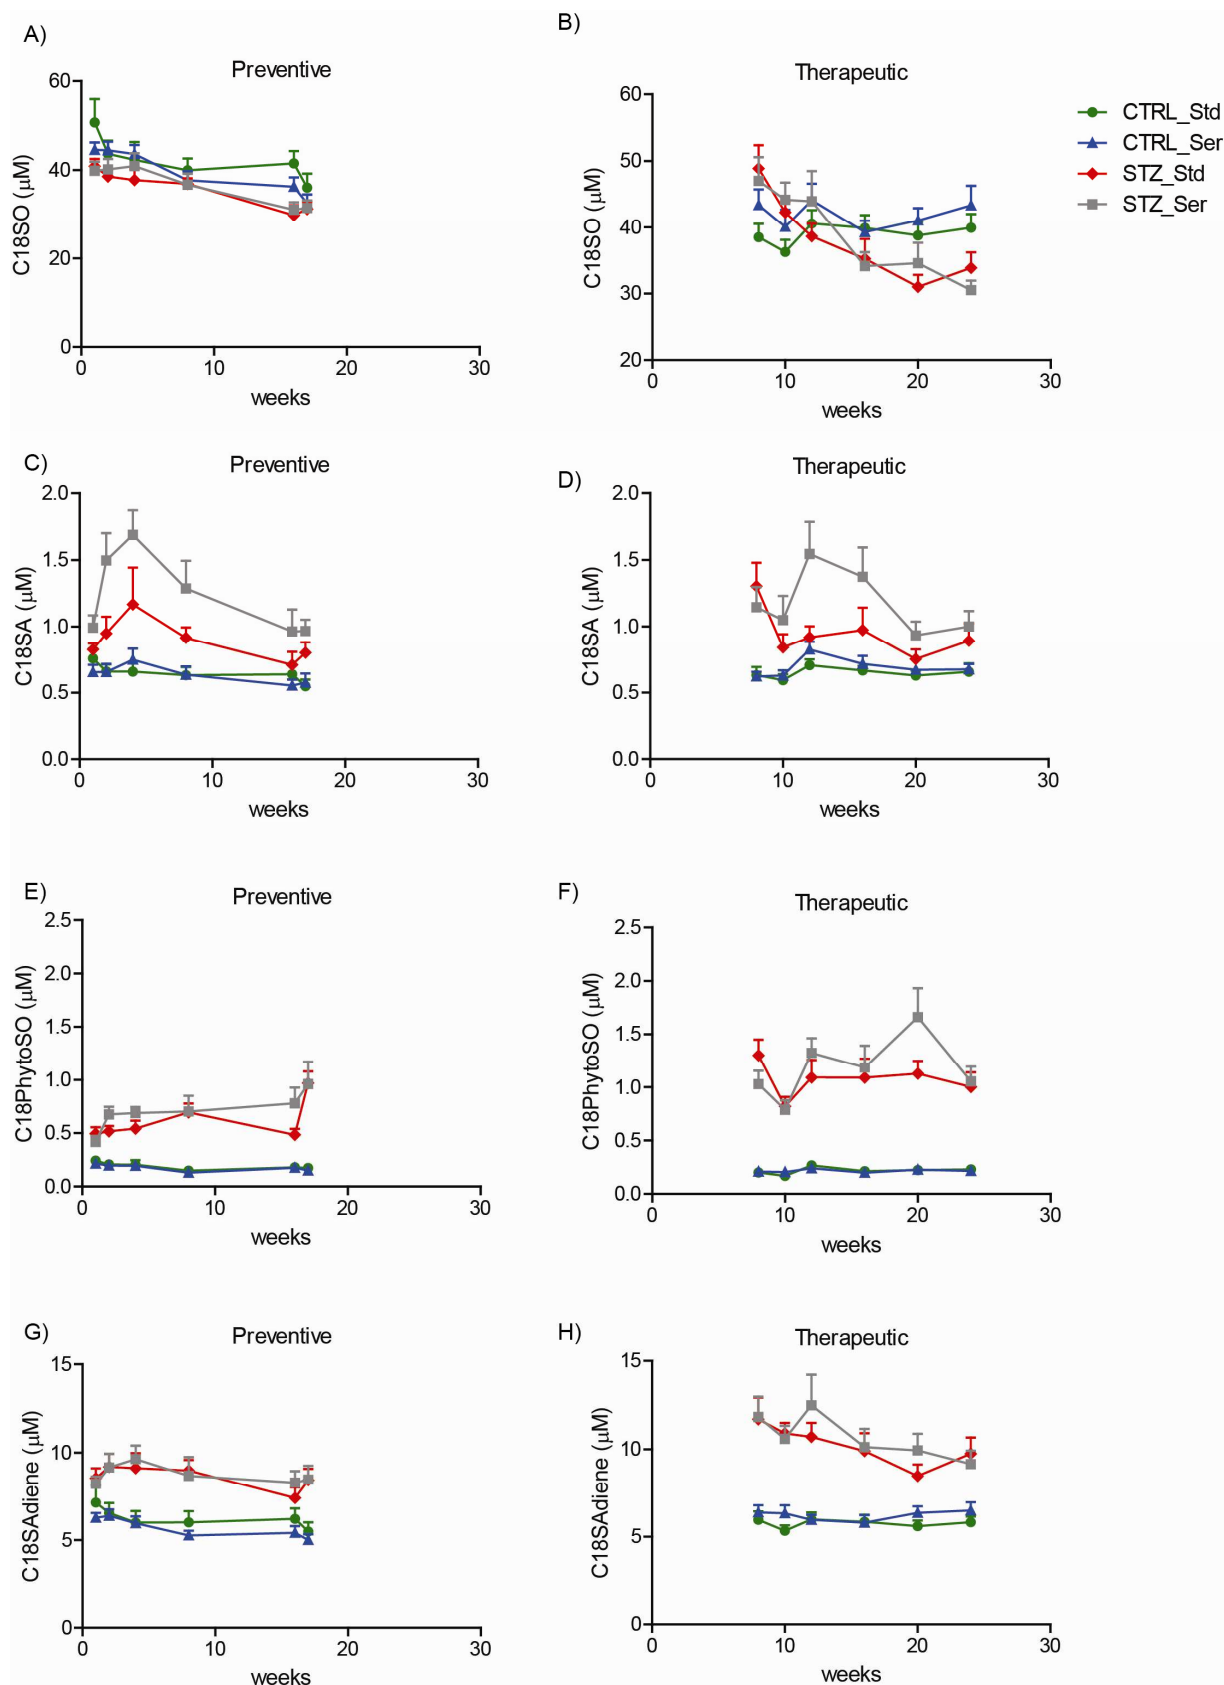 A)
Preventive
60
40
20
0
0 10 20 30
C18SO (μM)
weeks
B)
Therapeutic
60
50
40
30
20
0 10 20 30
C18SO (μM)
weeks
CTRL_Std
CTRL_Ser
STZ_Std
STZ_Ser
C)
Preventive
2.0
1.5
1.0
0.5
0.0
0 10 20 30
C18SA (μM)
weeks
D)
Therapeutic
2.0
1.5
1.0
0.5
0.0
0 10 20 30
C18SA (μM)
weeks
E)
Preventive
2.5
2.0
1.5
1.0
0.5
0.0
0 10 20 30
C18PhytoSO (μM)
weeks
F)
Therapeutic
2.5
2.0
1.5
1.0
0.5
0.0
0 10 20 30
C18PhytoSO (μM)
weeks
G)
Preventive
15
10
5
0
0 10 20 30
C18SAdiene (μM)
weeks
H)
Therapeutic
15
10
5
0
0 10 20 30
C18SAdiene (μM)
weeks